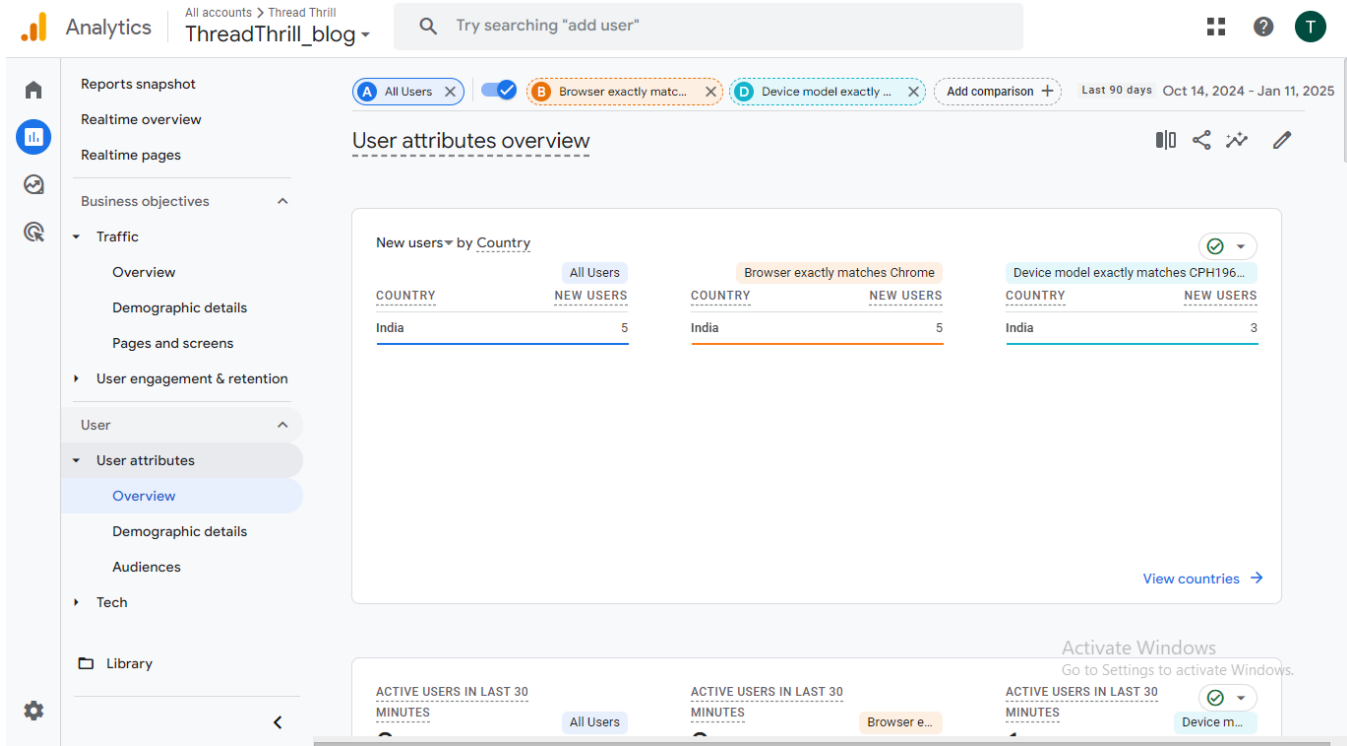 All accounts > Thread Thrill
Analytics
ThreadThrill_blog
Try searching "add user"
T
Reports snapshot
Realtime overview
Realtime pages
Business objectives
Traffic
Overview
Demographic details
Pages and screens
User engagement & retention
User
User attributes
Overview
Demographic details
Audiences
Tech
Library
A All Users
B Browser exactly matc...
D Device model exactly ...
Add comparison +
Last 90 days Oct 14, 2024 - Jan 11, 2025
User attributes overview
New users by Country
All Users
COUNTRY NEW USERS
India 5
Browser exactly matches Chrome
COUNTRY NEW USERS
India 5
Device model exactly matches CPH196...
COUNTRY NEW USERS
India 3
View countries
Activate Windows
Go to Settings to activate Windows.
ACTIVE USERS IN LAST 30
MINUTES
All Users
ACTIVE USERS IN LAST 30
MINUTES
Browser e...
ACTIVE USERS IN LAST 30
MINUTES
Device m...